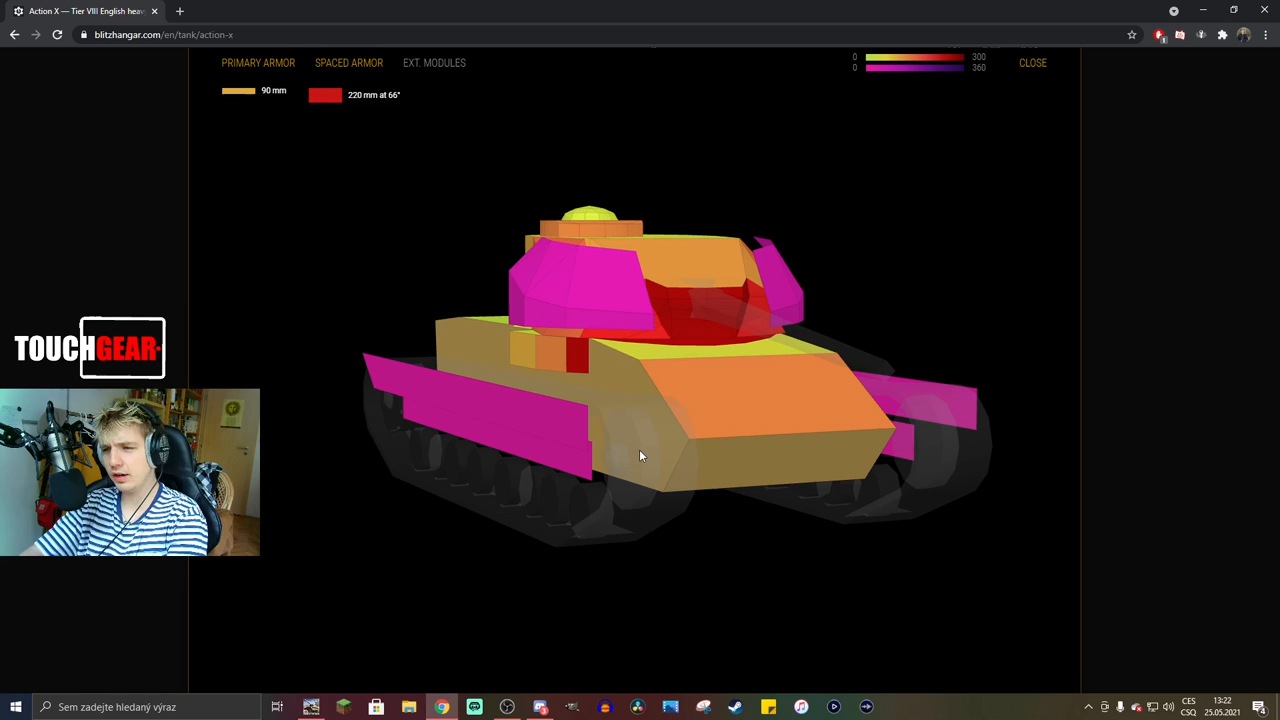 Action X — Tier VIII English heav
blitzhangar.com/en/tank/action-x
PRIMARY ARMOR SPACED ARMOR EXT. MODULES
0 300
0 360
CLOSE
90 mm
220 mm at 66°
TOUCHGEAR
Sem zadejte hledaný výraz
CES
CSQ
13:22
25.05.2021